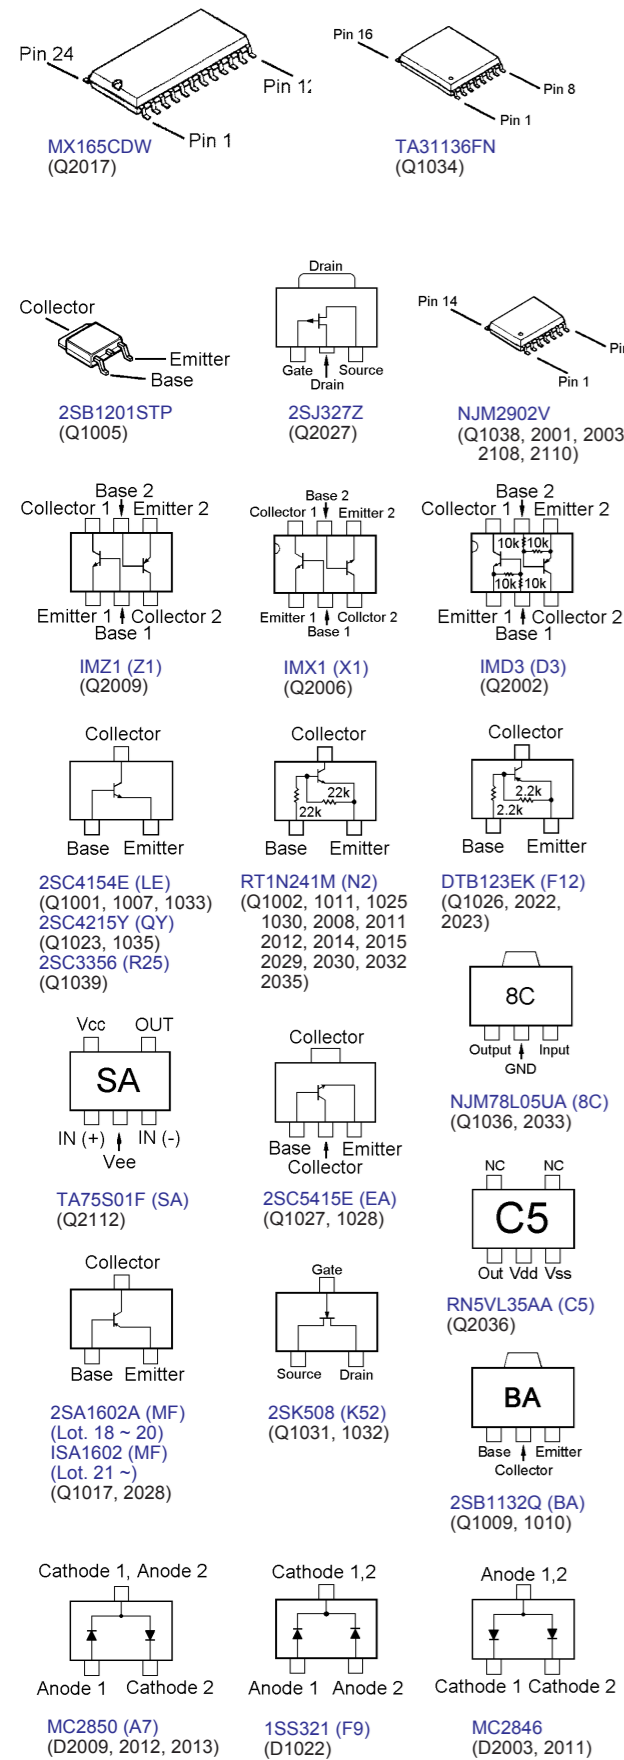 Pin 24
Pin 1
MX165CDW
(Q2017)
Pin 16
Pin 8
Pin 1
TA31136FN
(Q1034)
Collector
Emitter
Base
2SB1201STP
(Q1005)
Drain
Gate
Source
Drain
2SJ327Z
(Q2027)
Pin 14
Pin 1
NJM2902V
(Q1038, 2001, 2003
2108, 2110)
Base 2
Collector 1
Emitter 2
Emitter 1
Collector 2
Base 1
IMZ1 (Z1)
(Q2009)
Base 2
Collector 1
Emitter 2
Emitter 1
Collctor 2
Base 1
IMX1 (X1)
(Q2006)
Base 2
Collector 1
Emitter 2
10k
10k
10k
10k
Emitter 1
Collector 2
Base 1
IMD3 (D3)
(Q2002)
Collector
Base Emitter
2SC4154E (LE)
(Q1001, 1007, 1033)
2SC4215Y (QY)
(Q1023, 1035)
2SC3356 (R25)
(Q1039)
Collector
22k
22k
Base Emitter
RT1N241M (N2)
(Q1002, 1011, 1025
1030, 2008, 2011
2012, 2014, 2015
2029, 2030, 2032
2035)
Collector
2.2k
2.2k
Base Emitter
DTB123EK (F12)
(Q1026, 2022,
2023)
8C
Output Input
GND
NJM78L05UA (8C)
(Q1036, 2033)
Vcc OUT
SA
IN (+) IN (-)
Vee
TA75S01F (SA)
(Q2112)
Collector
Base Emitter
Collector
2SC5415E (EA)
(Q1027, 1028)
NC NC
C5
Out Vdd Vss
RN5VL35AA (C5)
(Q2036)
Collector
Base Emitter
2SA1602A (MF)
(Lot. 18 ~ 20)
ISA1602 (MF)
(Lot. 21 ~)
(Q1017, 2028)
Gate
Source Drain
2SK508 (K52)
(Q1031, 1032)
BA
Base Emitter
Collector
2SB1132Q (BA)
(Q1009, 1010)
Cathode 1, Anode 2
Anode 1 Cathode 2
MC2850 (A7)
(D2009, 2012, 2013)
Cathode 1,2
Anode 1 Anode 2
1SS321 (F9)
(D1022)
Anode 1,2
Cathode 1 Cathode 2
MC2846
(D2003, 2011)